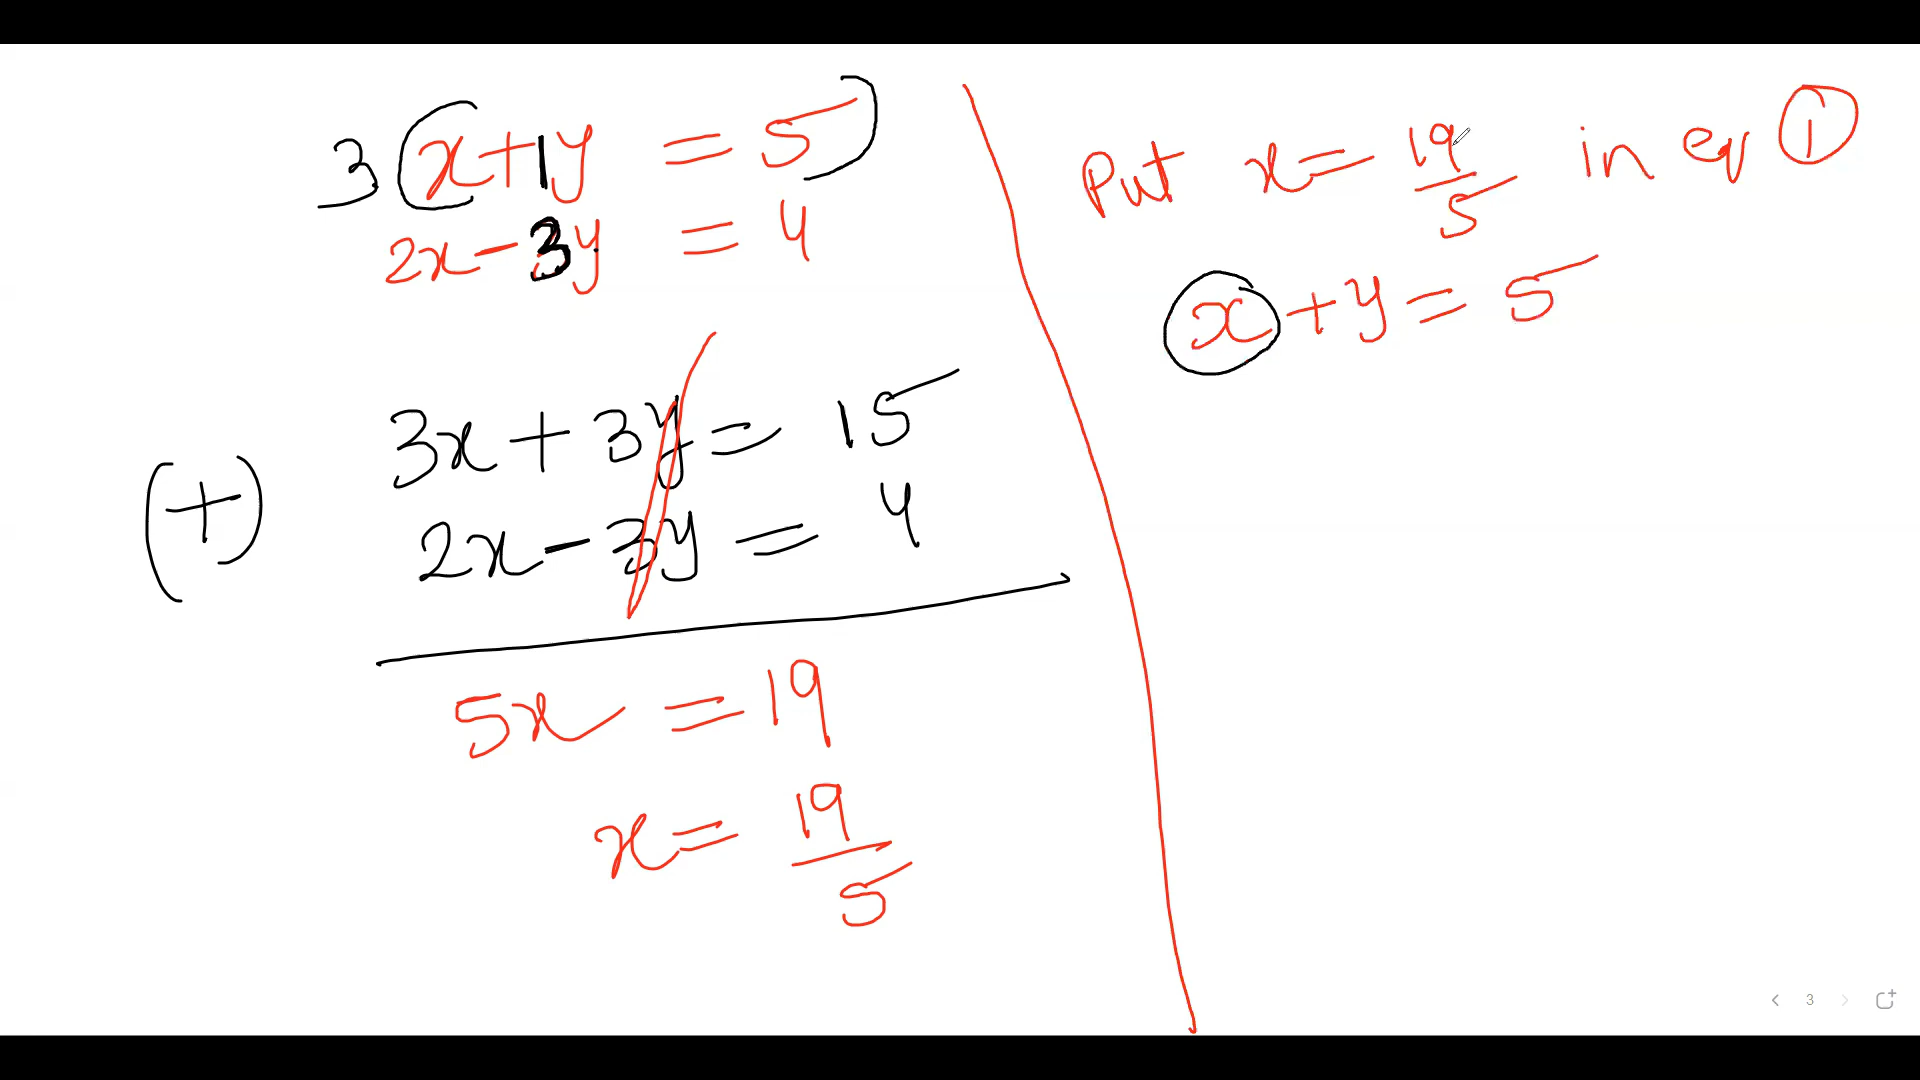 3 (x + 1y = 5)
2x - 3y = 4
(+)
3x + 3y = 15
2x - 3y = 4
5x = 19
x = 19/5
Put x = 19/5 in eq ①
x + y = 5
3